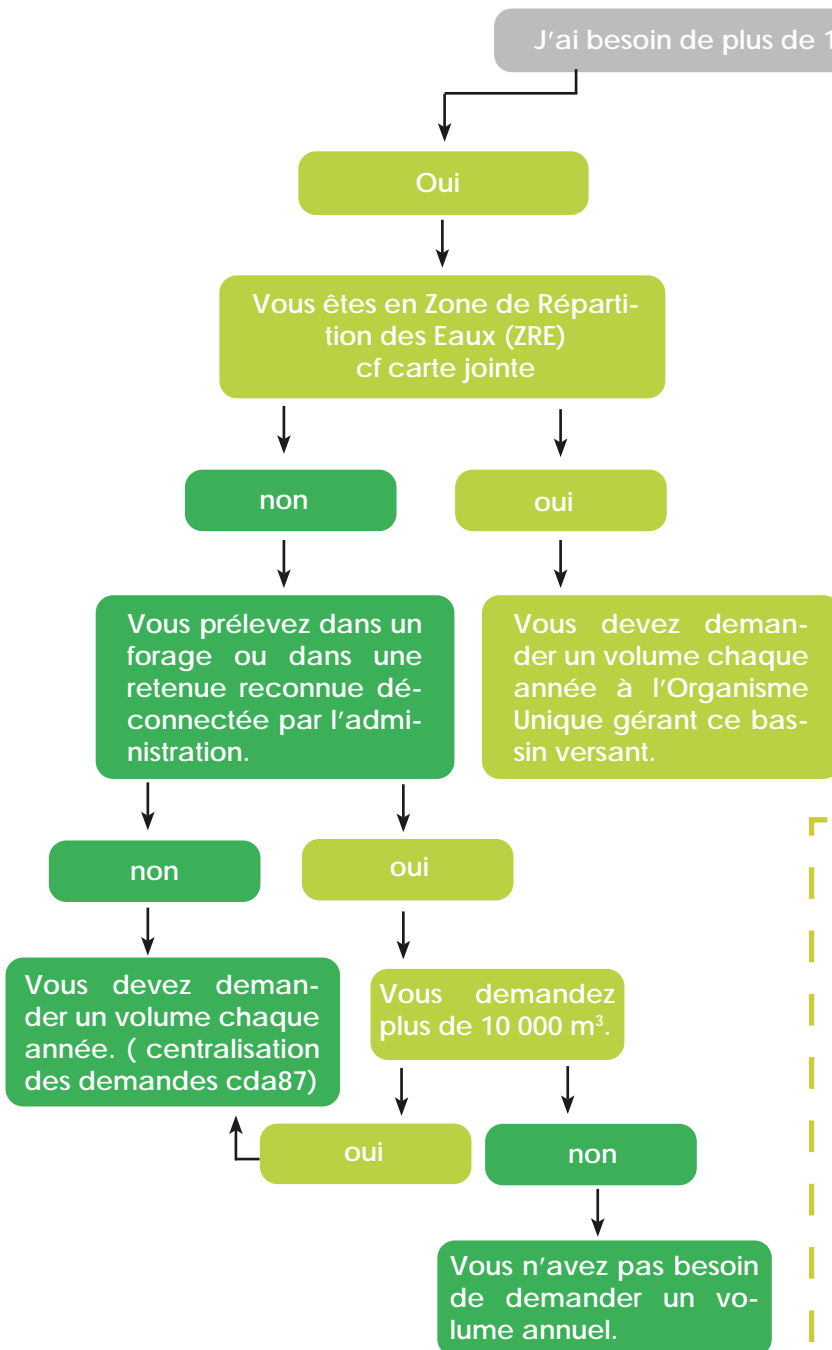 J'ai besoin de plus de 1
Oui
Vous êtes en Zone de Réparti-
tion des Eaux (ZRE)
cf carte jointe
non
oui
Vous prélevez dans un
forage ou dans une
retenue reconnue dé-
connectée par l'admi-
nistration.
Vous devez deman-
der un volume chaque
année à l'Organisme
Unique gérant ce bas-
sin versant.
non
oui
Vous devez deman-
der un volume chaque
année. ( centralisation
des demandes cda87)
Vous demandez
plus de 10 000 m³.
oui
non
Vous n'avez pas besoin
de demander un vo-
lume annuel.